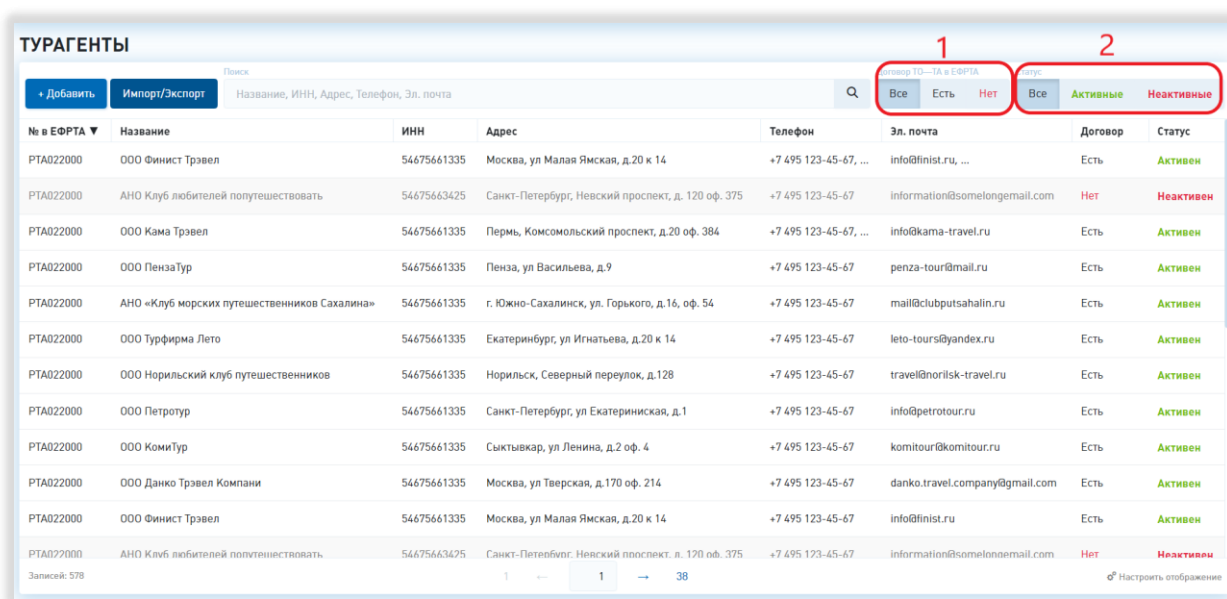 ТУРАГЕНТЫ
1 2
Поиск Договор ТО—ТА в ЕФРТА Статус
+ Добавить Импорт/Экспорт Название, ИНН, Адрес, Телефон, Эл. почта Все Есть Нет Все Активные Неактивные
№ в ЕФРТА ▼ Название ИНН Адрес Телефон Эл. почта Договор Статус
РТА022000 ООО Финист Трэвел 54675661335 Москва, ул Малая Ямская, д.20 к 14 +7 495 123-45-67, ... info@finist.ru, ... Есть Активен
РТА022000 АНО Клуб любителей попутешествовать 54675663425 Санкт-Петербург, Невский проспект, д. 120 оф. 375 +7 495 123-45-67 information@somelongemail.com Нет Неактивен
РТА022000 ООО Кама Трэвел 54675661335 Пермь, Комсомольский проспект, д.20 оф. 384 +7 495 123-45-67, ... info@kama-travel.ru Есть Активен
РТА022000 ООО ПензаТур 54675661335 Пенза, ул Васильева, д.9 +7 495 123-45-67 penza-tour@mail.ru Есть Активен
РТА022000 АНО «Клуб морских путешественников Сахалина» 54675661335 г. Южно-Сахалинск, ул. Горького, д.16, оф. 54 +7 495 123-45-67 mail@clubputsahalin.ru Есть Активен
РТА022000 ООО Турфирма Лето 54675661335 Екатеринбург, ул Игнатьева, д.20 к 14 +7 495 123-45-67 leto-tours@yandex.ru Есть Активен
РТА022000 ООО Норильский клуб путешественников 54675661335 Норильск, Северный переулок, д.128 +7 495 123-45-67 travel@norilsk-travel.ru Есть Активен
РТА022000 ООО Петротур 54675661335 Санкт-Петербург, ул Екатериниская, д.1 +7 495 123-45-67 info@petrotour.ru Есть Активен
РТА022000 ООО КомиТур 54675661335 Сыктывкар, ул Ленина, д.2 оф. 4 +7 495 123-45-67 komitour@komitour.ru Есть Активен
РТА022000 ООО Данко Трэвел Компани 54675661335 Москва, ул Тверская, д.170 оф. 214 +7 495 123-45-67 danko.travel.company@gmail.com Есть Активен
РТА022000 ООО Финист Трэвел 54675661335 Москва, ул Малая Ямская, д.20 к 14 +7 495 123-45-67 info@finist.ru Есть Активен
РТА022000 АНО Клуб любителей попутешествовать 54675663425 Санкт-Петербург, Невский проспект, д. 120 оф. 375 +7 495 123-45-67 information@somelongemail.com Нет Неактивен
Записей: 578 1 ← 1 → 38 Настроить отображение